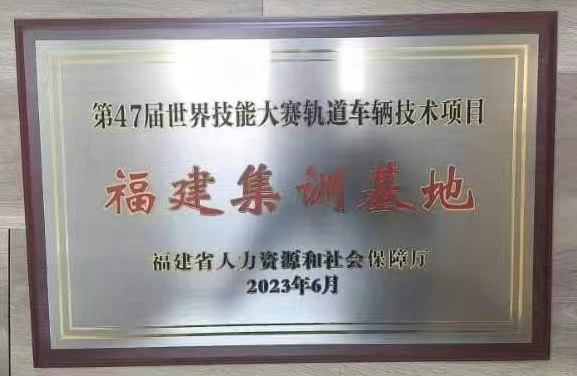 第47届世界技能大赛轨道车辆技术项目
福建集训基地
福建省人力资源和社会保障厅
2023年6月